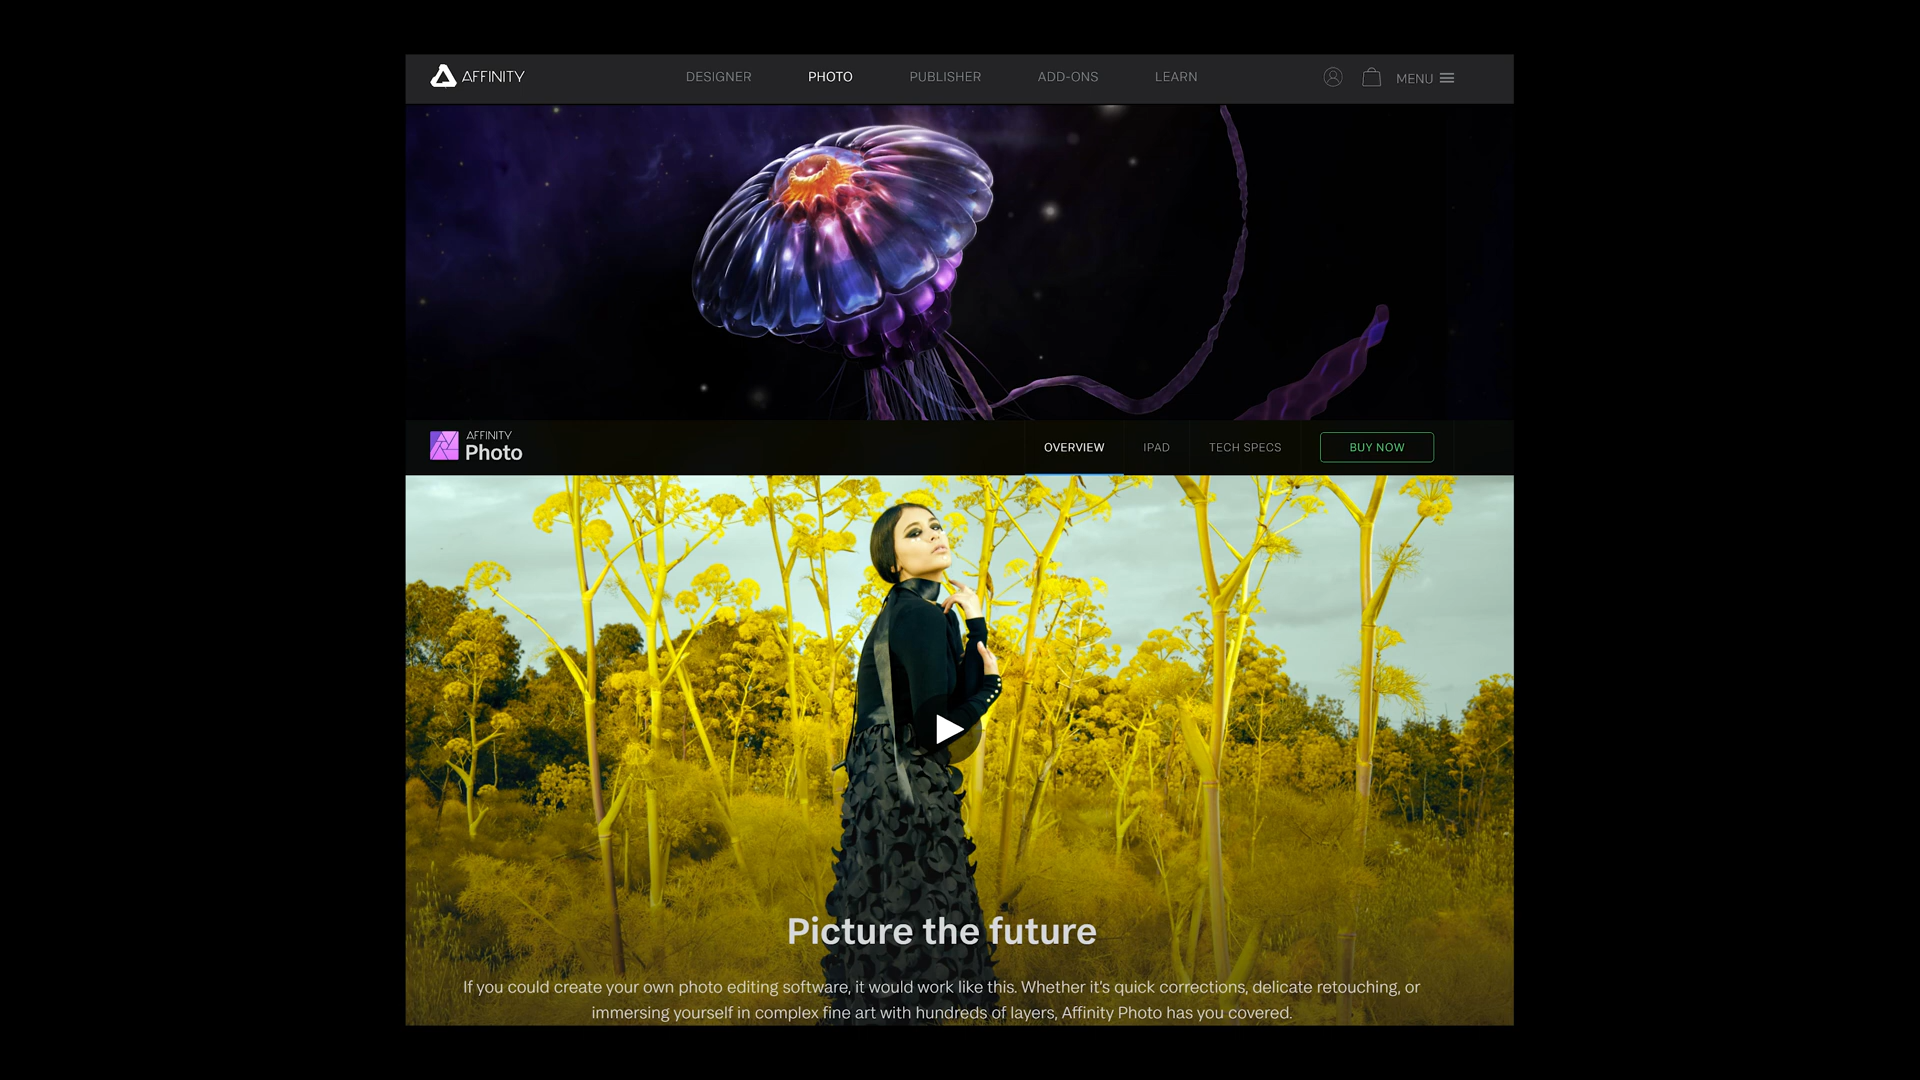 AFFINITY
DESIGNER
PHOTO
PUBLISHER
ADD-ONS
LEARN
MENU
AFFINITY
Photo
OVERVIEW
IPAD
TECH SPECS
BUY NOW
Picture the future
If you could create your own photo editing software, it would work like this. Whether it's quick corrections, delicate retouching, or
immersing yourself in complex fine art with hundreds of layers, Affinity Photo has you covered.